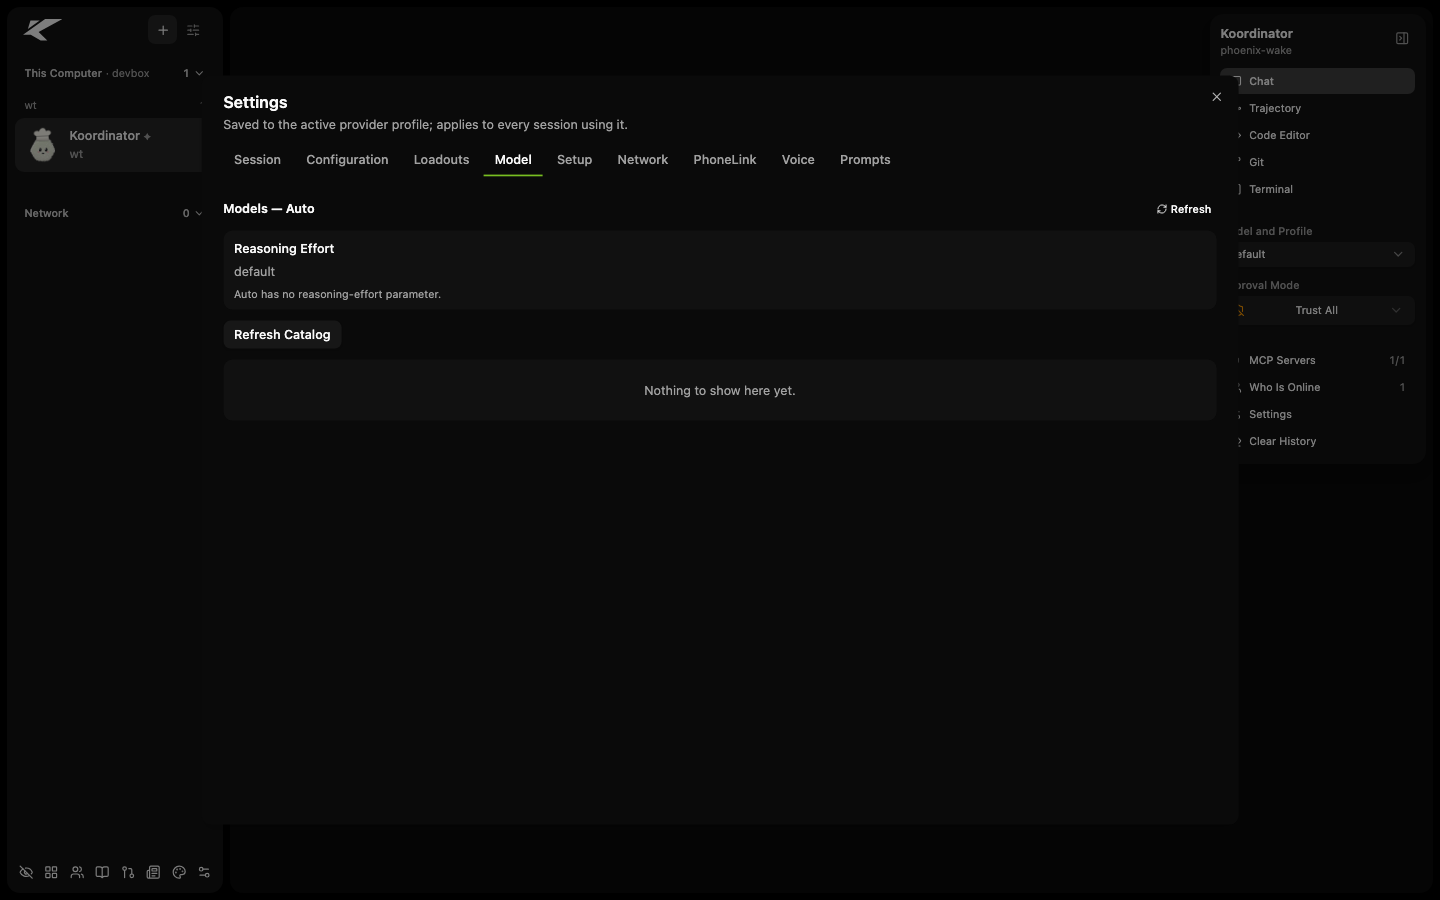 This Computer · devbox 1
wt
Koordinator
wt
Network 0
Settings
Saved to the active provider profile; applies to every session using it.
Session Configuration Loadouts Model Setup Network PhoneLink Voice Prompts
Models — Auto
Refresh
Reasoning Effort
default
Auto has no reasoning-effort parameter.
Refresh Catalog
Nothing to show here yet.
Koordinator
phoenix-wake
Chat
Trajectory
Code Editor
Git
Terminal
and Profile
Trust All
MCP Servers 1/1
Who Is Online 1
Settings
Clear History